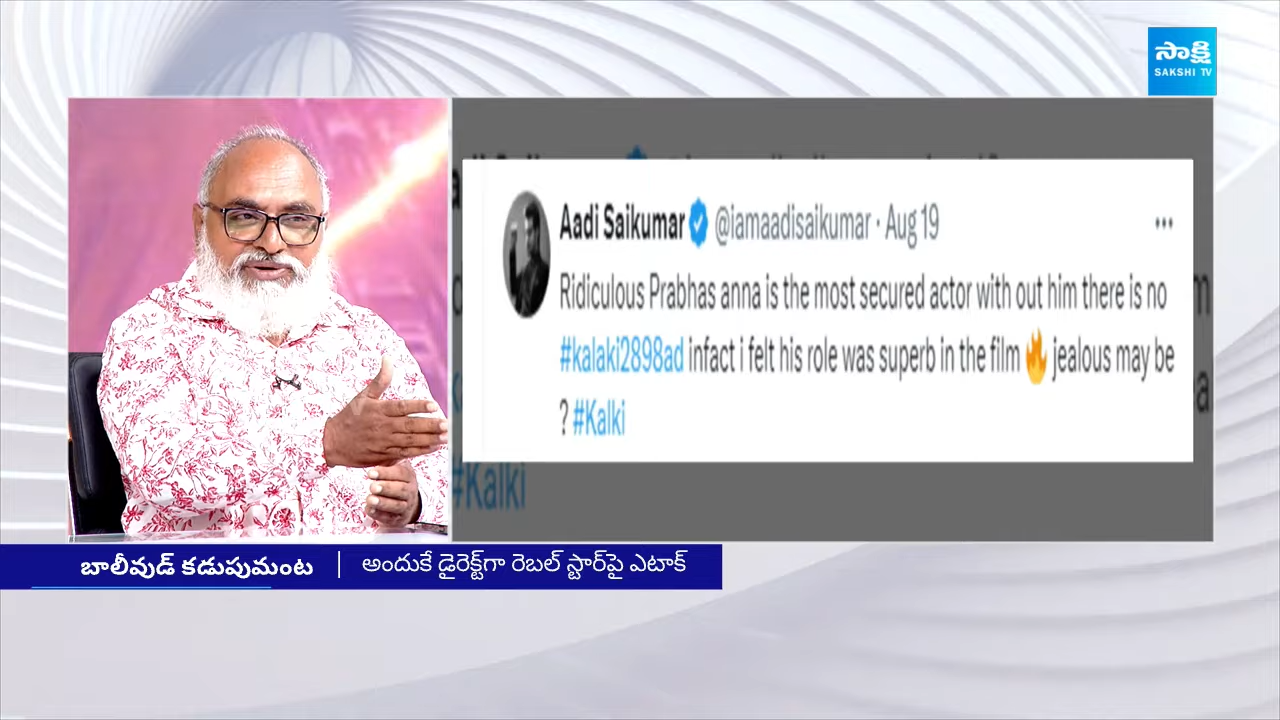 సాక్షి
SAKSHI TV
Aadi Saikumar @iamaadisaikumar · Aug 19
Ridiculous Prabhas anna is the most secured actor with out him there is no
#kalaki2898ad infact i felt his role was superb in the film 🔥 jealous may be
? #Kalki
#Kalki
బాలీవుడ్ కడుపుమంట | అందుకే డైరెక్ట్‌గా రెబల్ స్టార్‌పై ఎటాక్